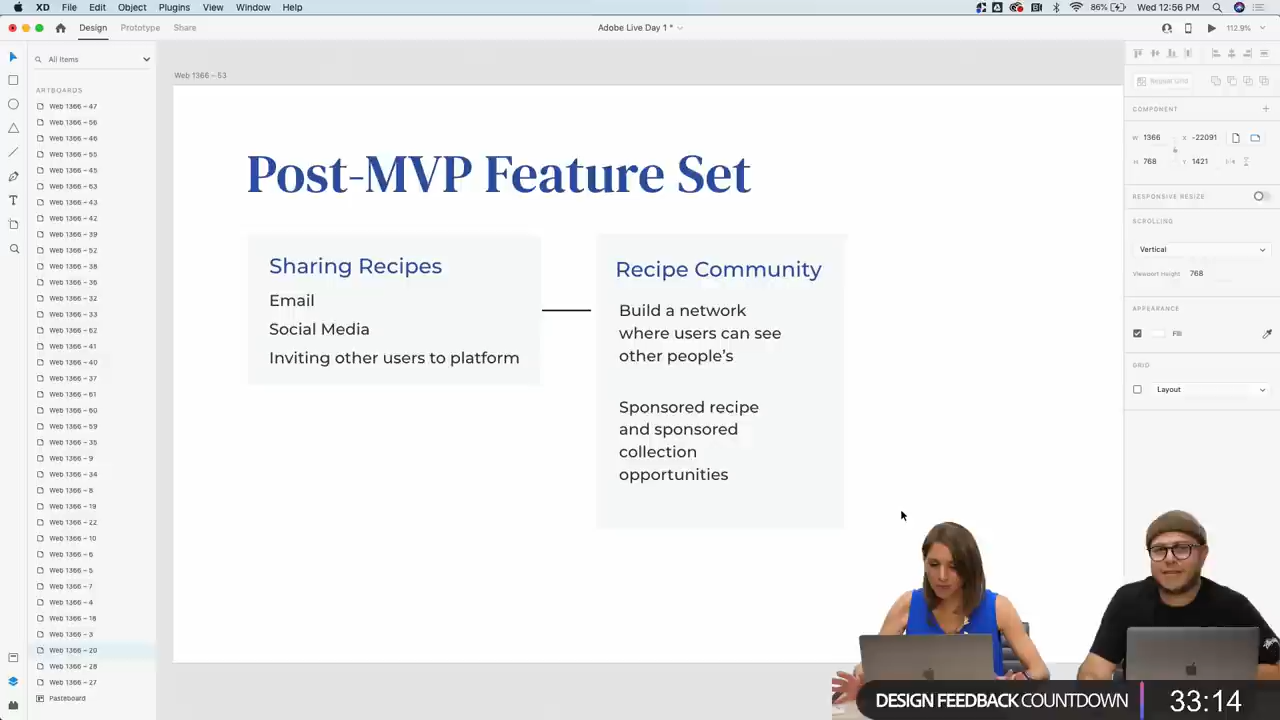 XD File Edit Object Plugins View Window Help
86% Wed 12:56 PM
Design Prototype Share
Adobe Live Day 1 *
112.9%
All Items
ARTBOARDS
Web 1366 – 47
Web 1366 – 56
Web 1366 – 46
Web 1366 – 55
Web 1366 – 45
Web 1366 – 63
Web 1366 – 43
Web 1366 – 42
Web 1366 – 39
Web 1366 – 52
Web 1366 – 38
Web 1366 – 36
Web 1366 – 32
Web 1366 – 33
Web 1366 – 62
Web 1366 – 41
Web 1366 – 40
Web 1366 – 37
Web 1366 – 61
Web 1366 – 60
Web 1366 – 59
Web 1366 – 35
Web 1366 – 9
Web 1366 – 34
Web 1366 – 8
Web 1366 – 19
Web 1366 – 22
Web 1366 – 10
Web 1366 – 6
Web 1366 – 5
Web 1366 – 7
Web 1366 – 4
Web 1366 – 18
Web 1366 – 3
Web 1366 – 20
Web 1366 – 28
Web 1366 – 27
Pasteboard
Web 1366 – 53
Post-MVP Feature Set
Sharing Recipes
Email
Social Media
Inviting other users to platform
Recipe Community
Build a network
where users can see
other people's
Sponsored recipe
and sponsored
collection
opportunities
Repeat Grid
COMPONENT
W 1366 X -22091
H 768 Y 1421
RESPONSIVE RESIZE
SCROLLING
Vertical
Viewport Height 768
APPEARANCE
Fill
GRID
Layout
DESIGN FEEDBACK COUNTDOWN 33:14